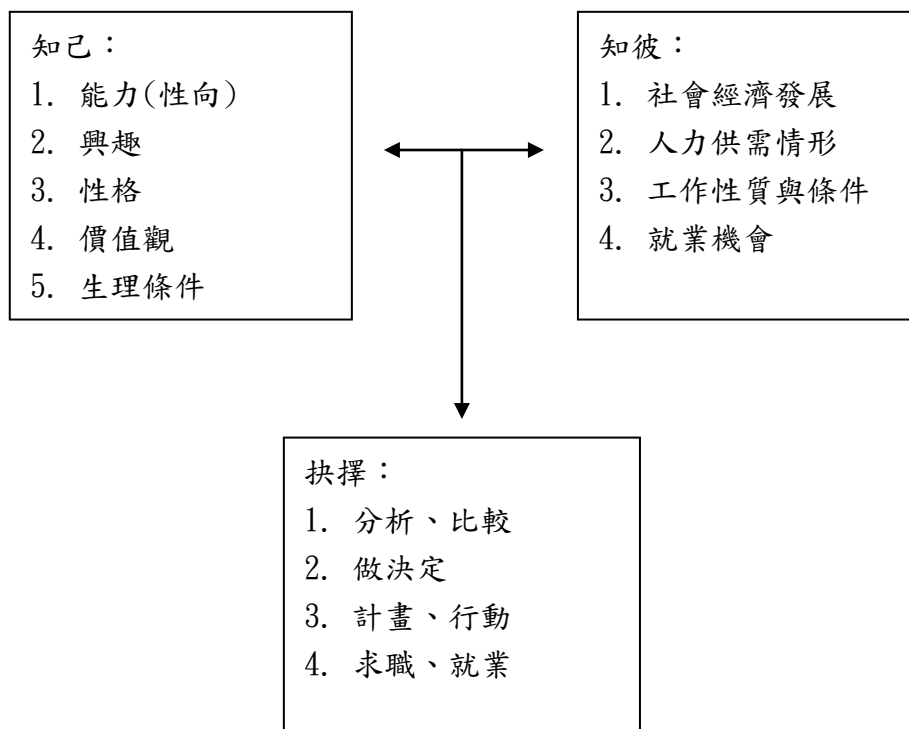 知己：
1. 能力(性向)
2. 興趣
3. 性格
4. 價值觀
5. 生理條件
知彼：
1. 社會經濟發展
2. 人力供需情形
3. 工作性質與條件
4. 就業機會
抉擇：
1. 分析、比較
2. 做決定
3. 計畫、行動
4. 求職、就業